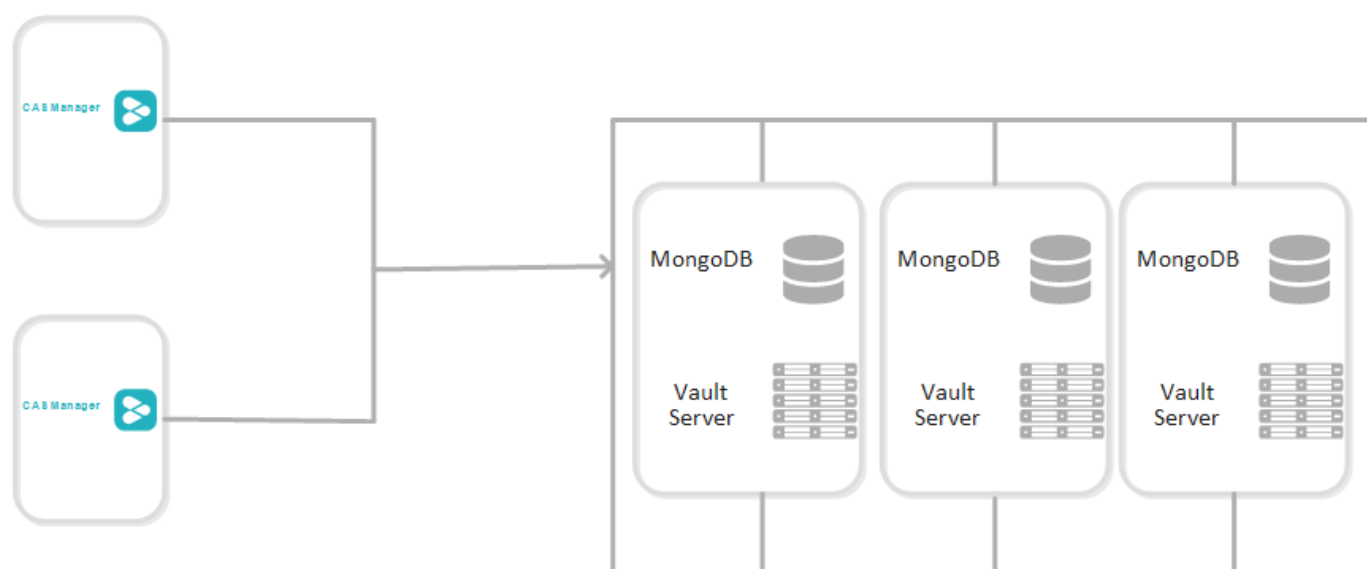 CAS Manager
MongoDB
MongoDB
MongoDB
Vault
Server
Vault
Server
Vault
Server
CAS Manager